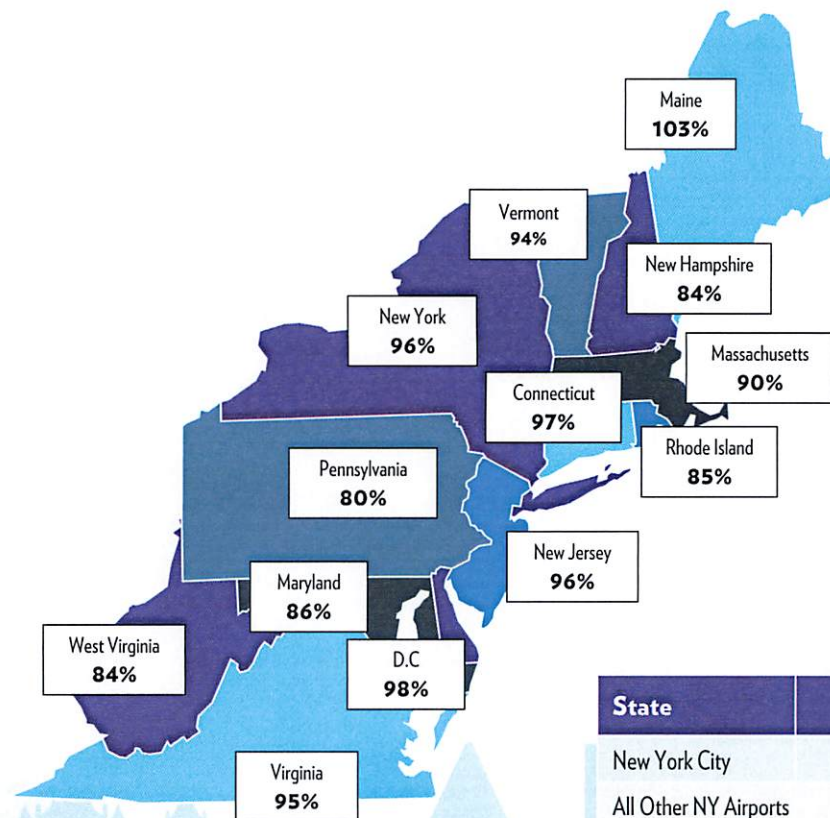 Maine
103%
Vermont
94%
New Hampshire
84%
New York
96%
Massachusetts
90%
Connecticut
97%
Rhode Island
85%
Pennsylvania
80%
New Jersey
96%
Maryland
86%
West Virginia
84%
D.C
98%
Virginia
95%
State
New York City
All Other NY Airports